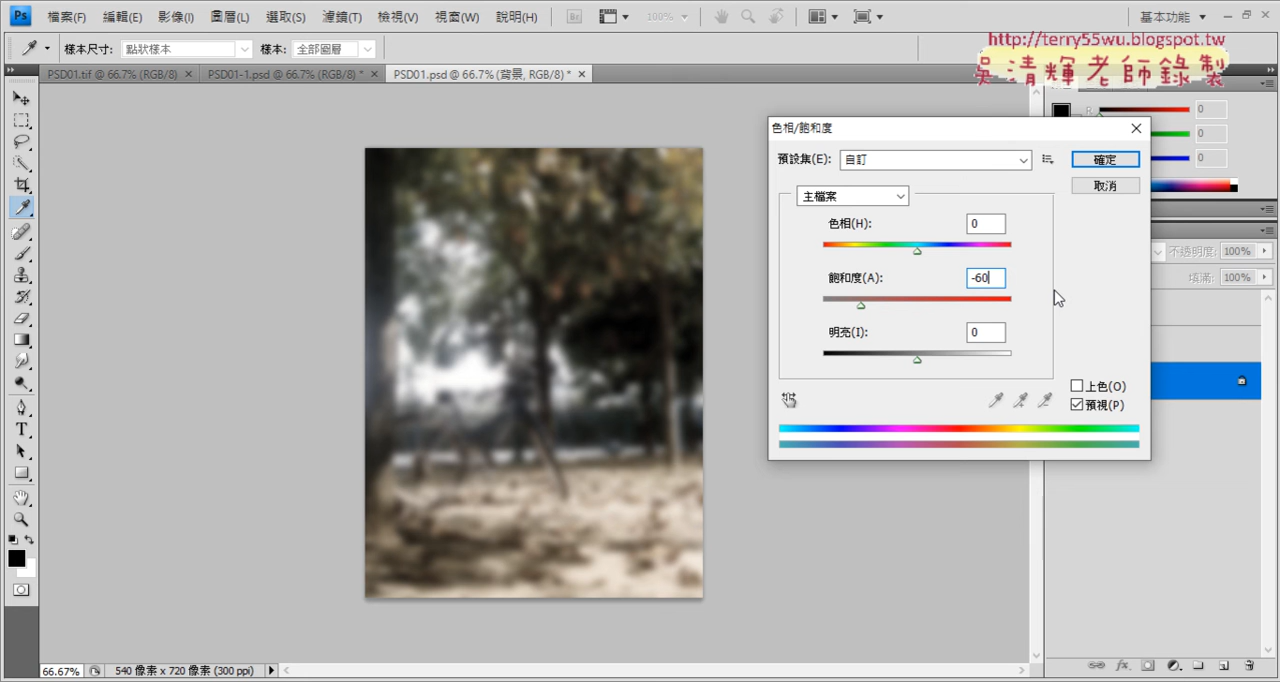 Ps 檔案(F) 編輯(E) 影像(I) 圖層(L) 選取(S) 濾鏡(T) 檢視(V) 視窗(W) 說明(H) Br 100% 基本功能
http://terry55wu.blogspot.tw
吳清輝老師錄製
樣本尺寸: 點狀樣本 樣本: 全部圖層
PSD01.tif @ 66.7% (RGB/8) PSD01-1.psd @ 66.7% (RGB/8) * PSD01.psd @ 66.7% (背景, RGB/8) *
R 0
0
0
色相/飽和度
預設集(E): 自訂 確定
取消
主檔案
色相(H): 0
飽和度(A): -60
明亮(I): 0
上色(O)
預視(P)
不透明度: 100%
填滿: 100%
T
66.67% 540 像素 x 720 像素 (300 ppi)
fx